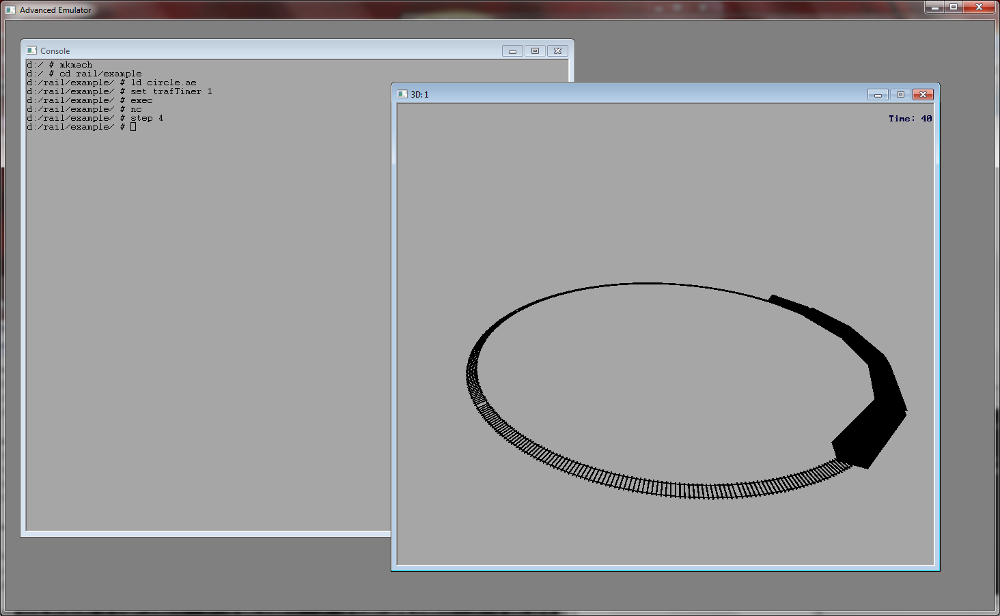 Advanced Emulator
Console
d:/ # mkmach
d:/ # cd rail/example
d:/rail/example/ # ld circle.ae
d:/rail/example/ # set trafTimer 1
d:/rail/example/ # exec
d:/rail/example/ # nc
d:/rail/example/ # step 4
d:/rail/example/ #
3D: 1
Time: 40